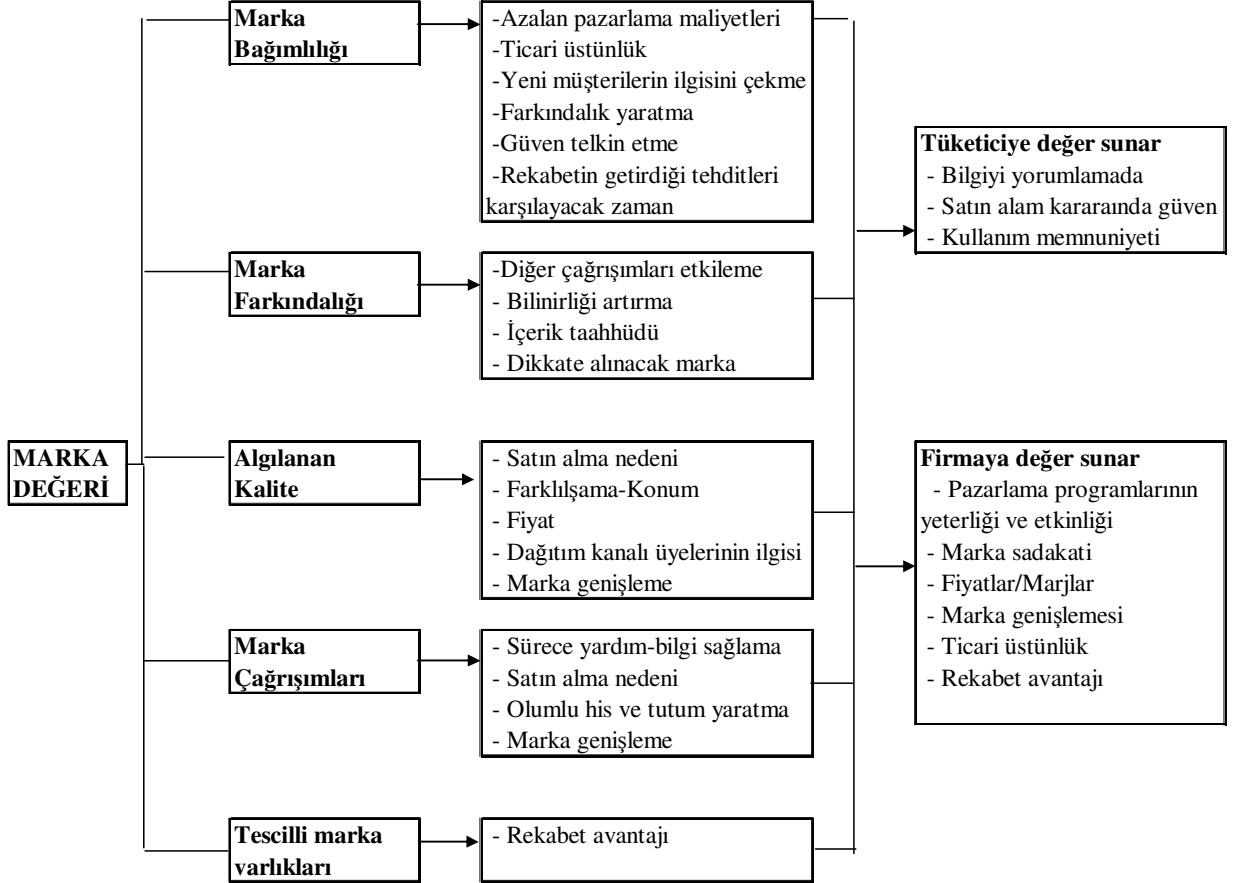 Marka
Bağımlılığı
-Azalan pazarlama maliyetleri
-Ticari üstünlük
-Yeni müşterilerin ilgisini çekme
-Farkındalık yaratma
-Güven telkin etme
-Rekabetin getirdiği tehditleri
karşılayacak zaman
Tüketiciye değer sunar
- Bilgiyi yorumlamada
- Satın alam kararaında güven
- Kullanım memnuniyeti
Marka
Farkındalığı
-Diğer çağrışımları etkileme
- Bilinirliği artırma
- İçerik taahhüdü
- Dikkate alınacak marka
MARKA
DEĞERİ
Algılanan
Kalite
- Satın alma nedeni
- Farklılşama-Konum
- Fiyat
- Dağıtım kanalı üyelerinin ilgisi
- Marka genişleme
Firmaya değer sunar
- Pazarlama programlarının
yeterliği ve etkinliği
- Marka sadakati
- Fiyatlar/Marjlar
- Marka genişlemesi
- Ticari üstünlük
- Rekabet avantajı
Marka
Çağrışımları
- Sürece yardım-bilgi sağlama
- Satın alma nedeni
- Olumlu his ve tutum yaratma
- Marka genişleme
Tescilli marka
varlıkları
- Rekabet avantajı